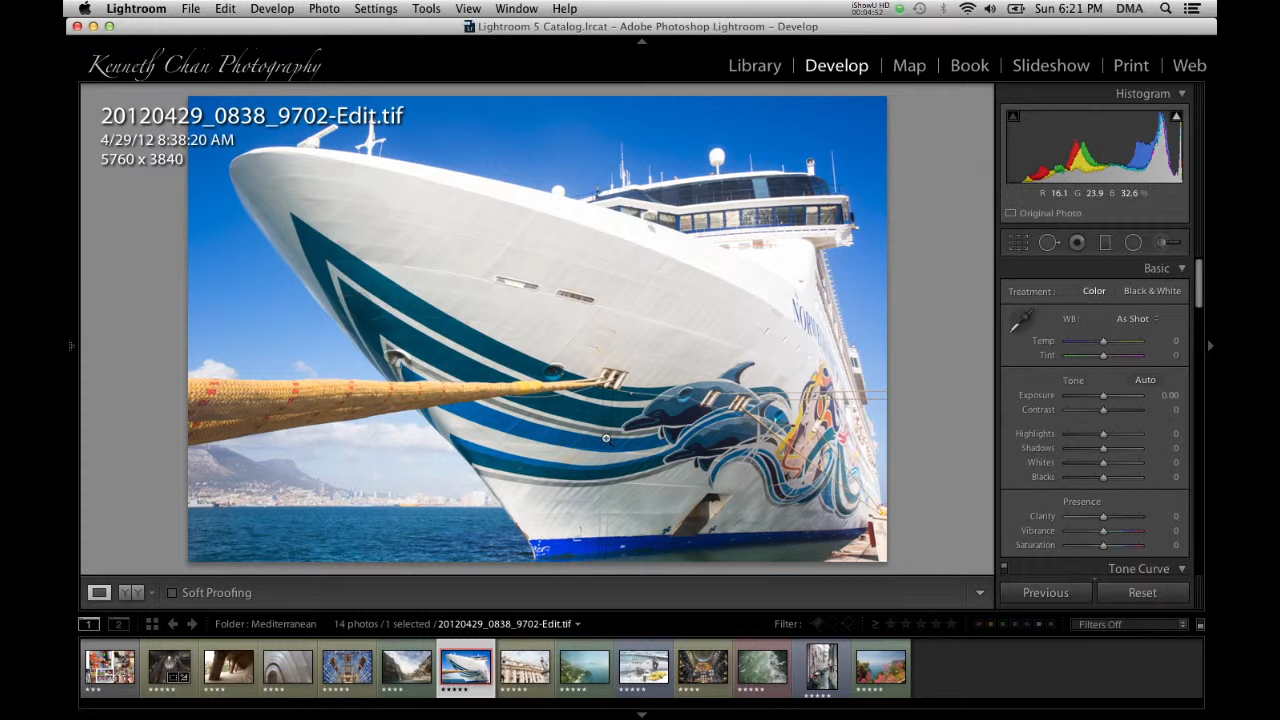 Lightroom File Edit Develop Photo Settings Tools View Window Help iShowU HD 00:04:52 Sun 6:21 PM DMA
Lightroom 5 Catalog.lrcat – Adobe Photoshop Lightroom – Develop
Kenneth Chan Photography
Library Develop Map Book Slideshow Print Web
20120429_0838_9702-Edit.tif
4/29/12 8:38:20 AM
5760 x 3840
Histogram
R 16.1 G 23.9 B 32.6 %
Original Photo
Basic
Treatment : Color Black & White
WB: As Shot
Temp 0
Tint 0
Tone Auto
Exposure 0.00
Contrast 0
Highlights 0
Shadows 0
Whites 0
Blacks 0
Presence
Clarity 0
Vibrance 0
Saturation 0
Tone Curve
Soft Proofing
Previous Reset
1 2 Folder : Mediterranean 14 photos / 1 selected / 20120429_0838_9702-Edit.tif Filter : Filters Off